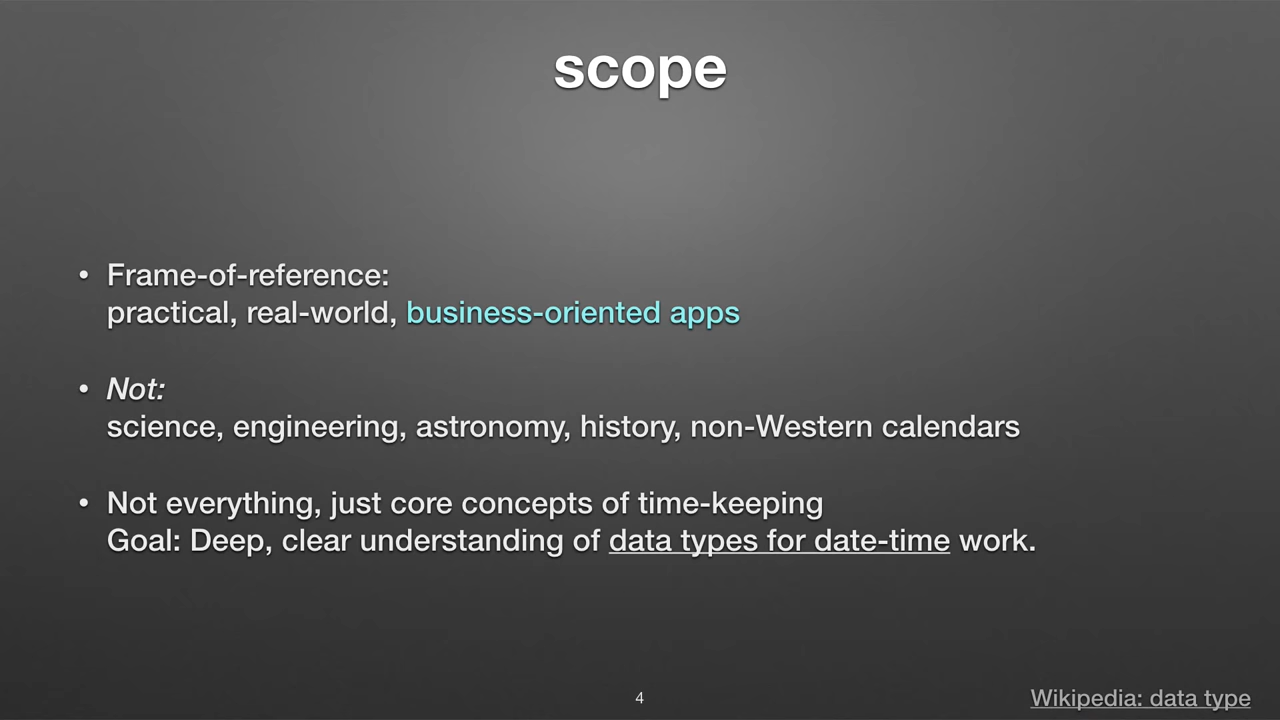 scope
• Frame-of-reference:
practical, real-world, business-oriented apps
• Not:
science, engineering, astronomy, history, non-Western calendars
• Not everything, just core concepts of time-keeping
Goal: Deep, clear understanding of data types for date-time work.
4
Wikipedia: data type